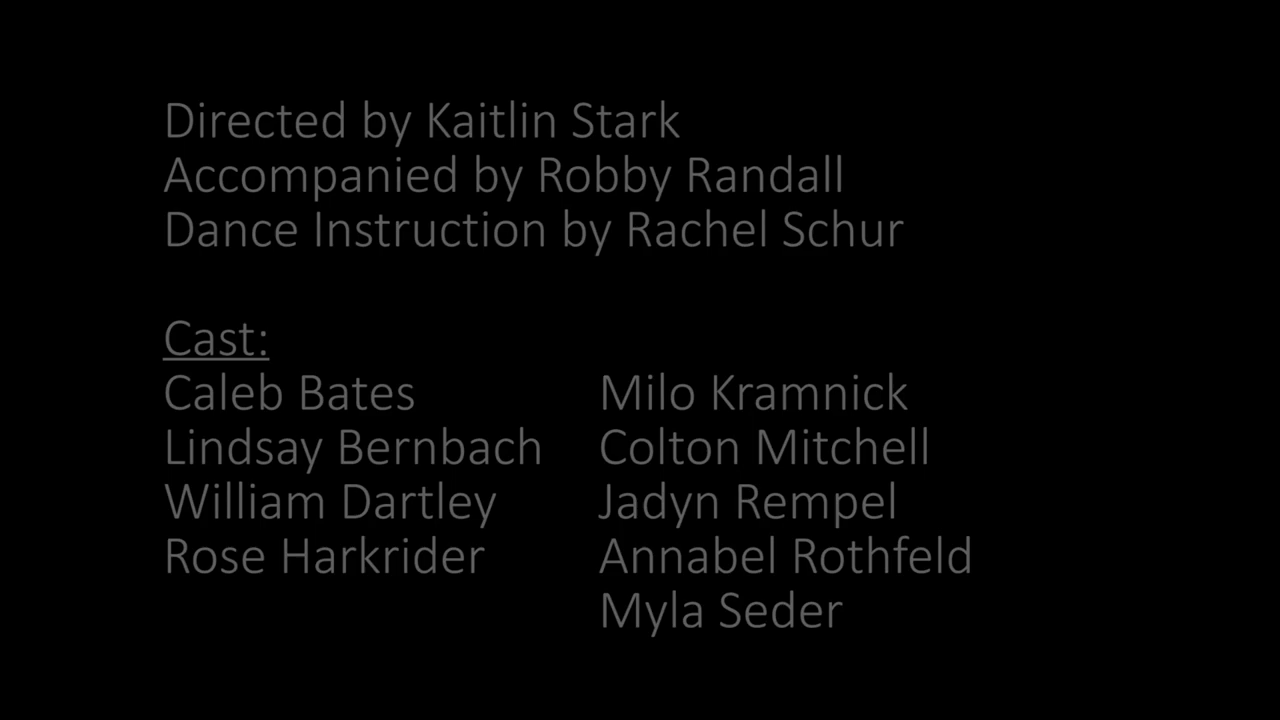 Directed by Kaitlin Stark
Accompanied by Robby Randall
Dance Instruction by Rachel Schur
Cast:
Caleb Bates
Lindsay Bernbach
William Dartley
Rose Harkrider
Milo Kramnick
Colton Mitchell
Jadyn Rempel
Annabel Rothfeld
Myla Seder